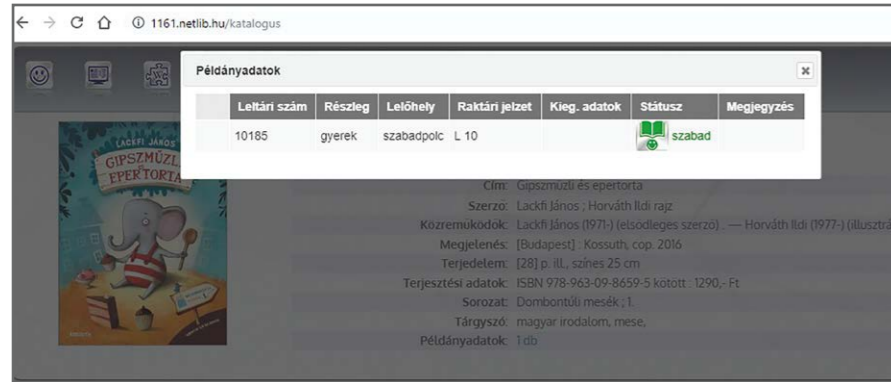 1161.netlib.hu/katalogus
Példányadatok
Leltári szám Részleg Lelőhely Raktári jelzet Kieg. adatok Státusz Megjegyzés
10185 gyerek szabadpolc L 10 szabad
LACKFI JÁNOS
GIPSZMÜZLI
EPERTORTA
Cím: Gipszmüzli és epertorta
Szerző: Lackfi János ; Horváth Ildi rajz
Közreműködők: Lackfi János (1971-) (elsődleges szerző) . — Horváth Ildi (1977-) (illusztrá
Megjelenés: [Budapest] : Kossuth, cop. 2016
Terjedelem: [28] p. ill., színes 25 cm
Terjesztési adatok: ISBN 978-963-09-8659-5 kötött : 1290,- Ft
Sorozat: Dombontúli mesék ; 1.
Tárgyszó: magyar irodalom, mese,
Példányadatok: 1 db